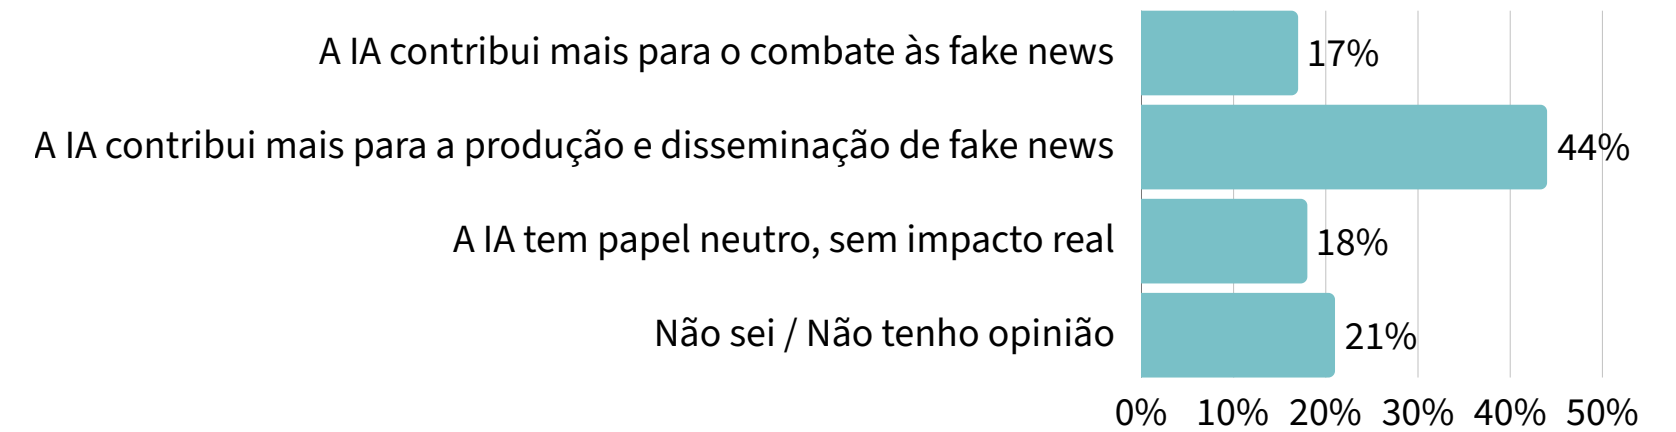 A IA contribui mais para o combate às fake news 17%
A IA contribui mais para a produção e disseminação de fake news 44%
A IA tem papel neutro, sem impacto real 18%
Não sei / Não tenho opinião 21%
0% 10% 20% 30% 40% 50%